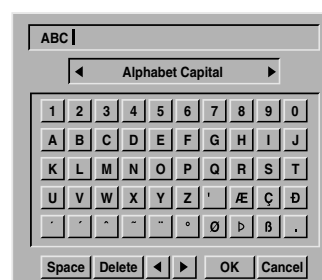 ABC
◀ Alphabet Capital ▶
1 2 3 4 5 6 7 8 9 0
A B C D E F G H I J
K L M N O P Q R S T
U V W X Y Z ' Æ Ç Ð
´ ˆ ˜ ¨ ° Ø Þ ß .
Space Delete ◀ ▶ OK Cancel